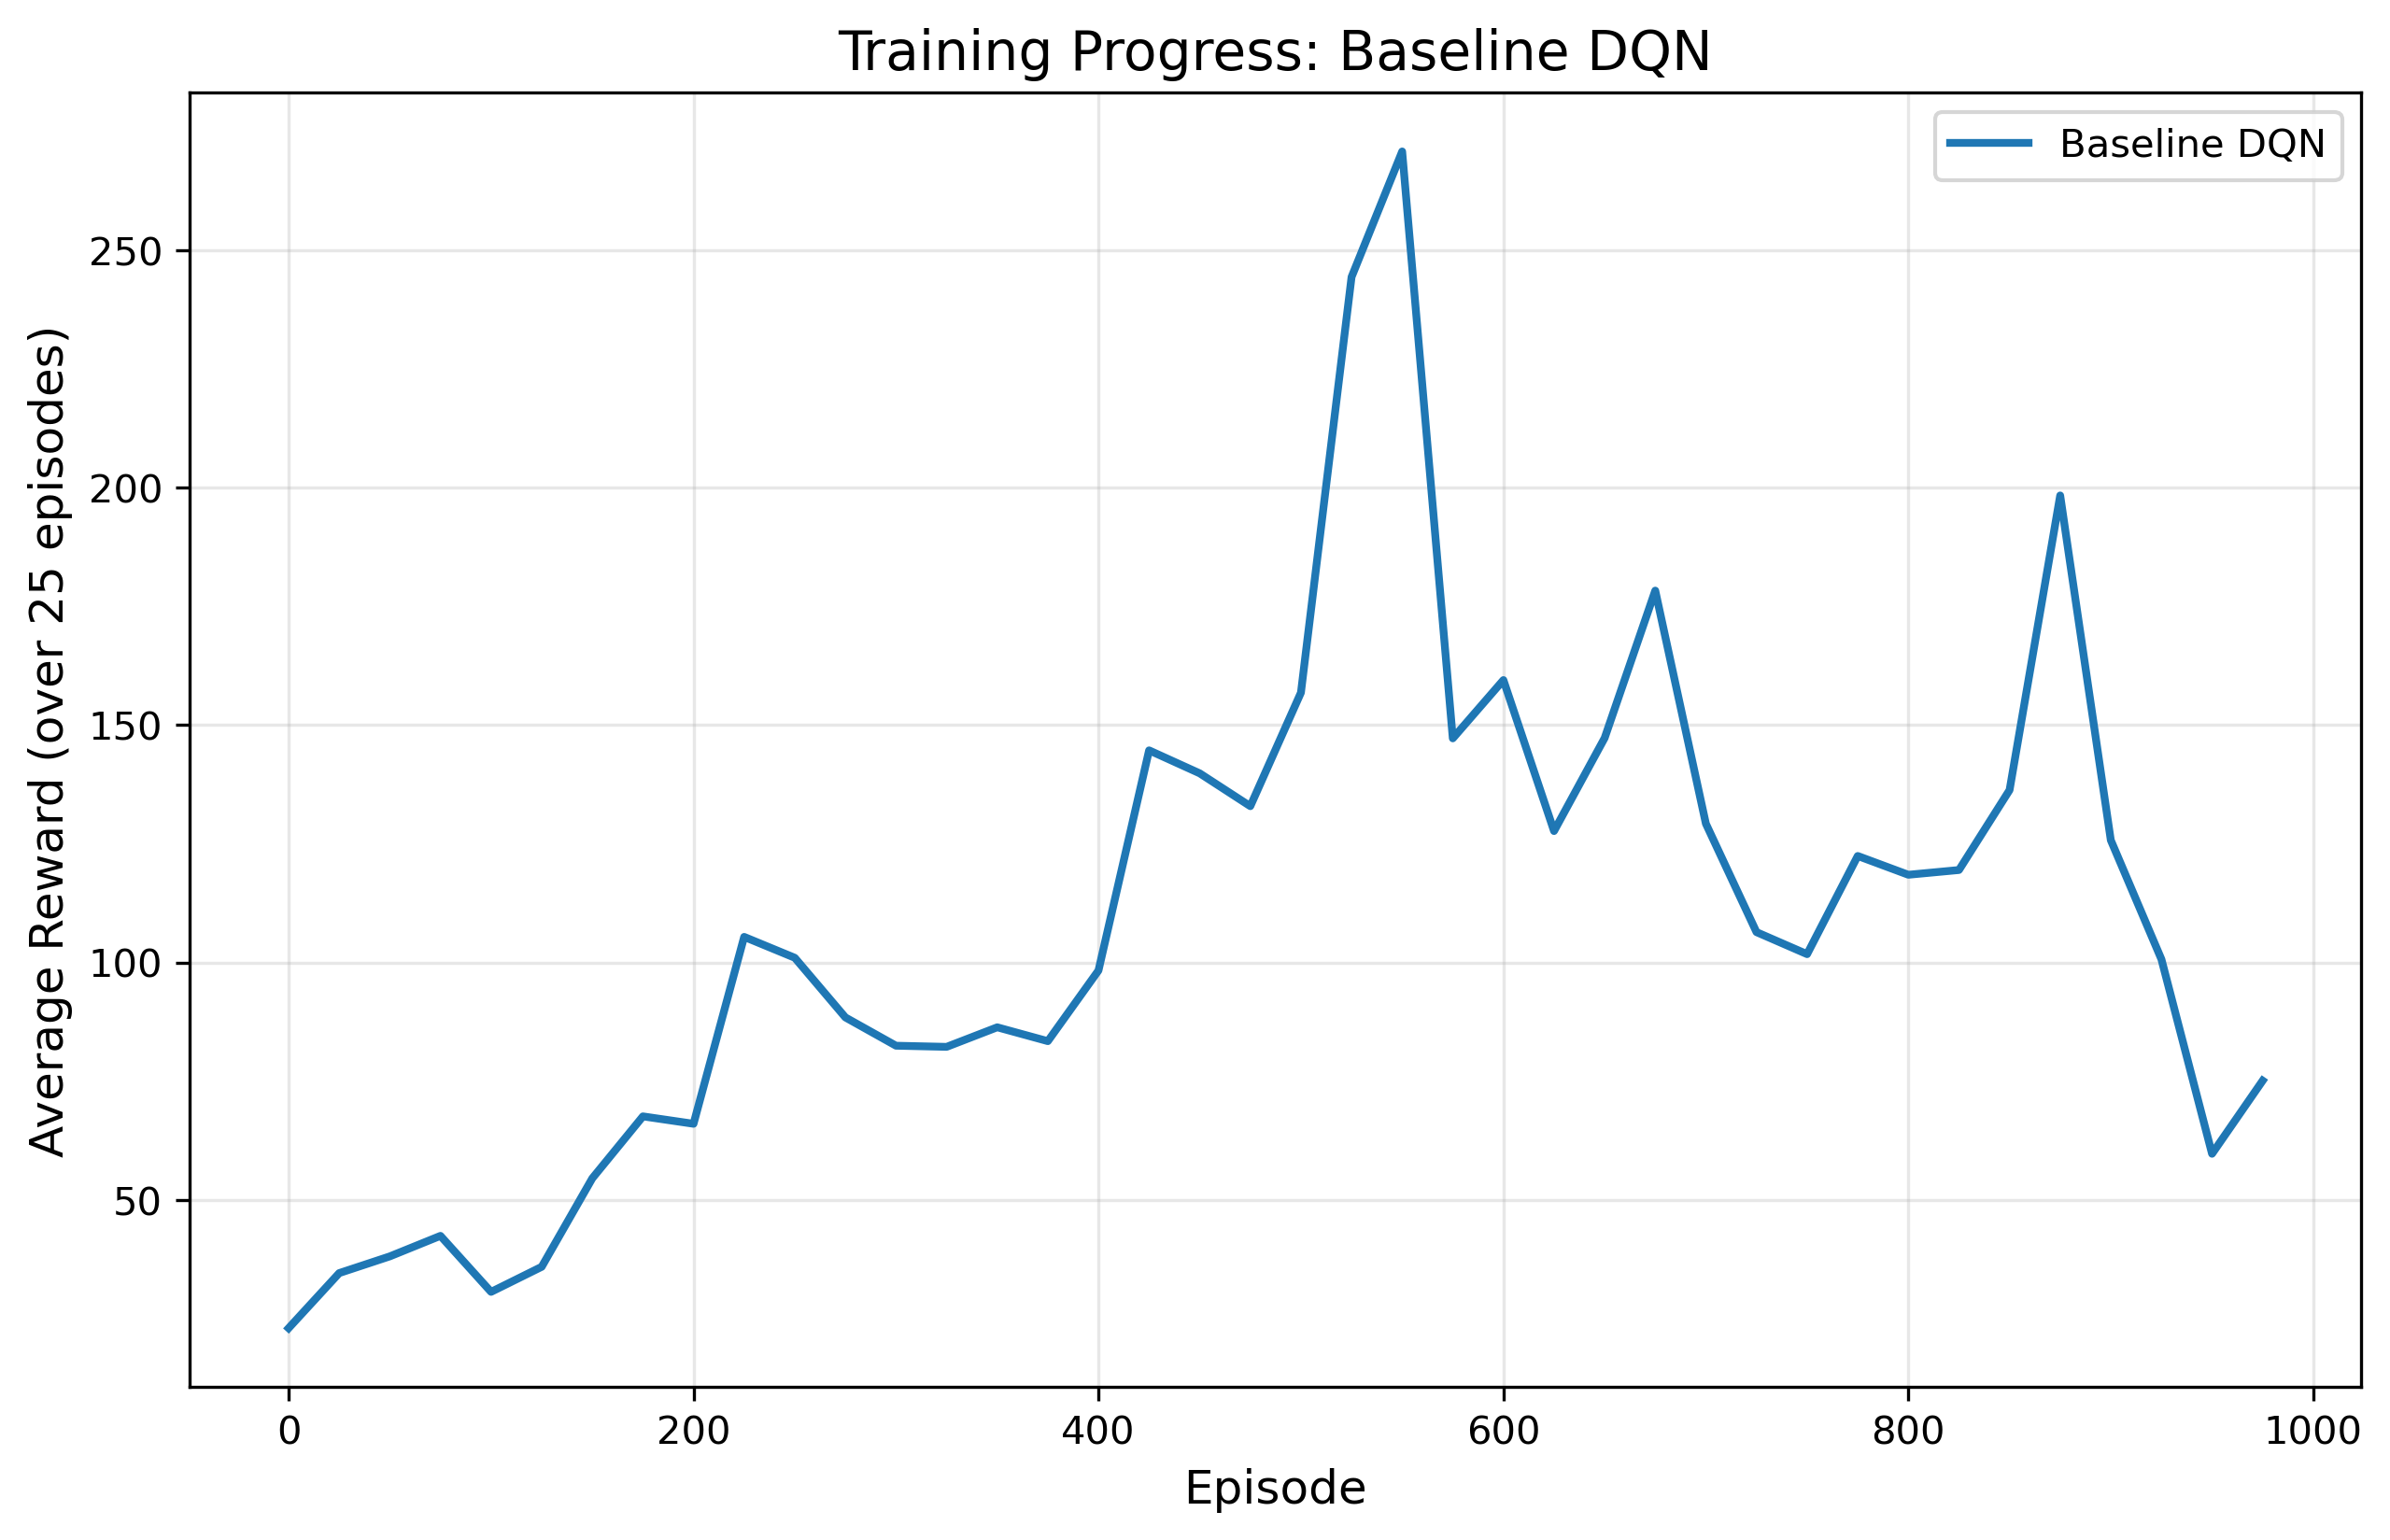 Training Progress: Baseline DQN
Baseline DQN
Average Reward (over 25 episodes)
250
200
150
100
50
0 200 400 600 800 1000
Episode